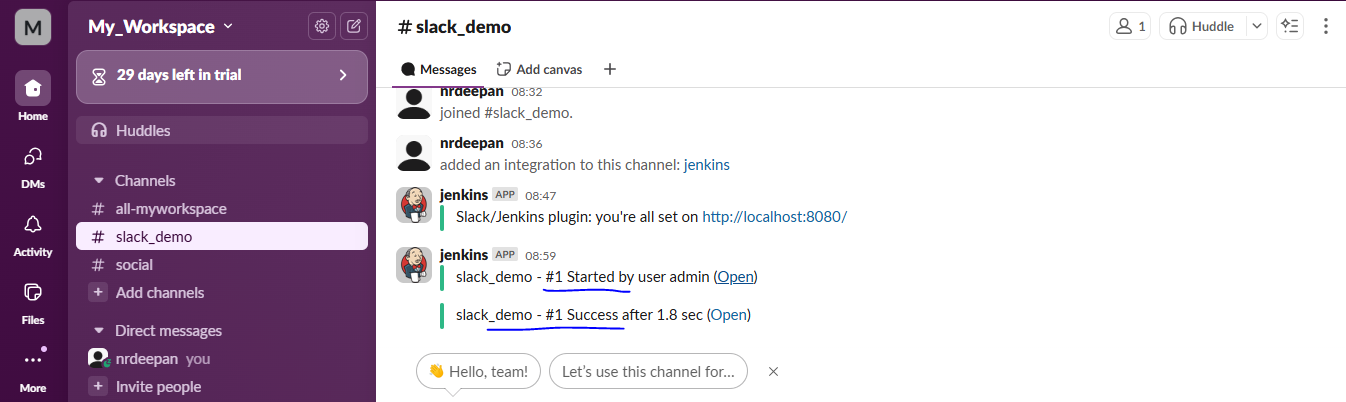 M
Home
DMs
Activity
Files
More
My_Workspace
29 days left in trial
Huddles
Channels
# all-myworkspace
# slack_demo
# social
+ Add channels
Direct messages
nrdeepan you
+ Invite people
# slack_demo
1
Huddle
Messages
Add canvas
+
nrdeepan 08:32
joined #slack_demo.
nrdeepan 08:36
added an integration to this channel: jenkins
jenkins APP 08:47
Slack/Jenkins plugin: you're all set on http://localhost:8080/
jenkins APP 08:59
slack_demo - #1 Started by user admin (Open)
slack_demo - #1 Success after 1.8 sec (Open)
👋 Hello, team!
Let's use this channel for...